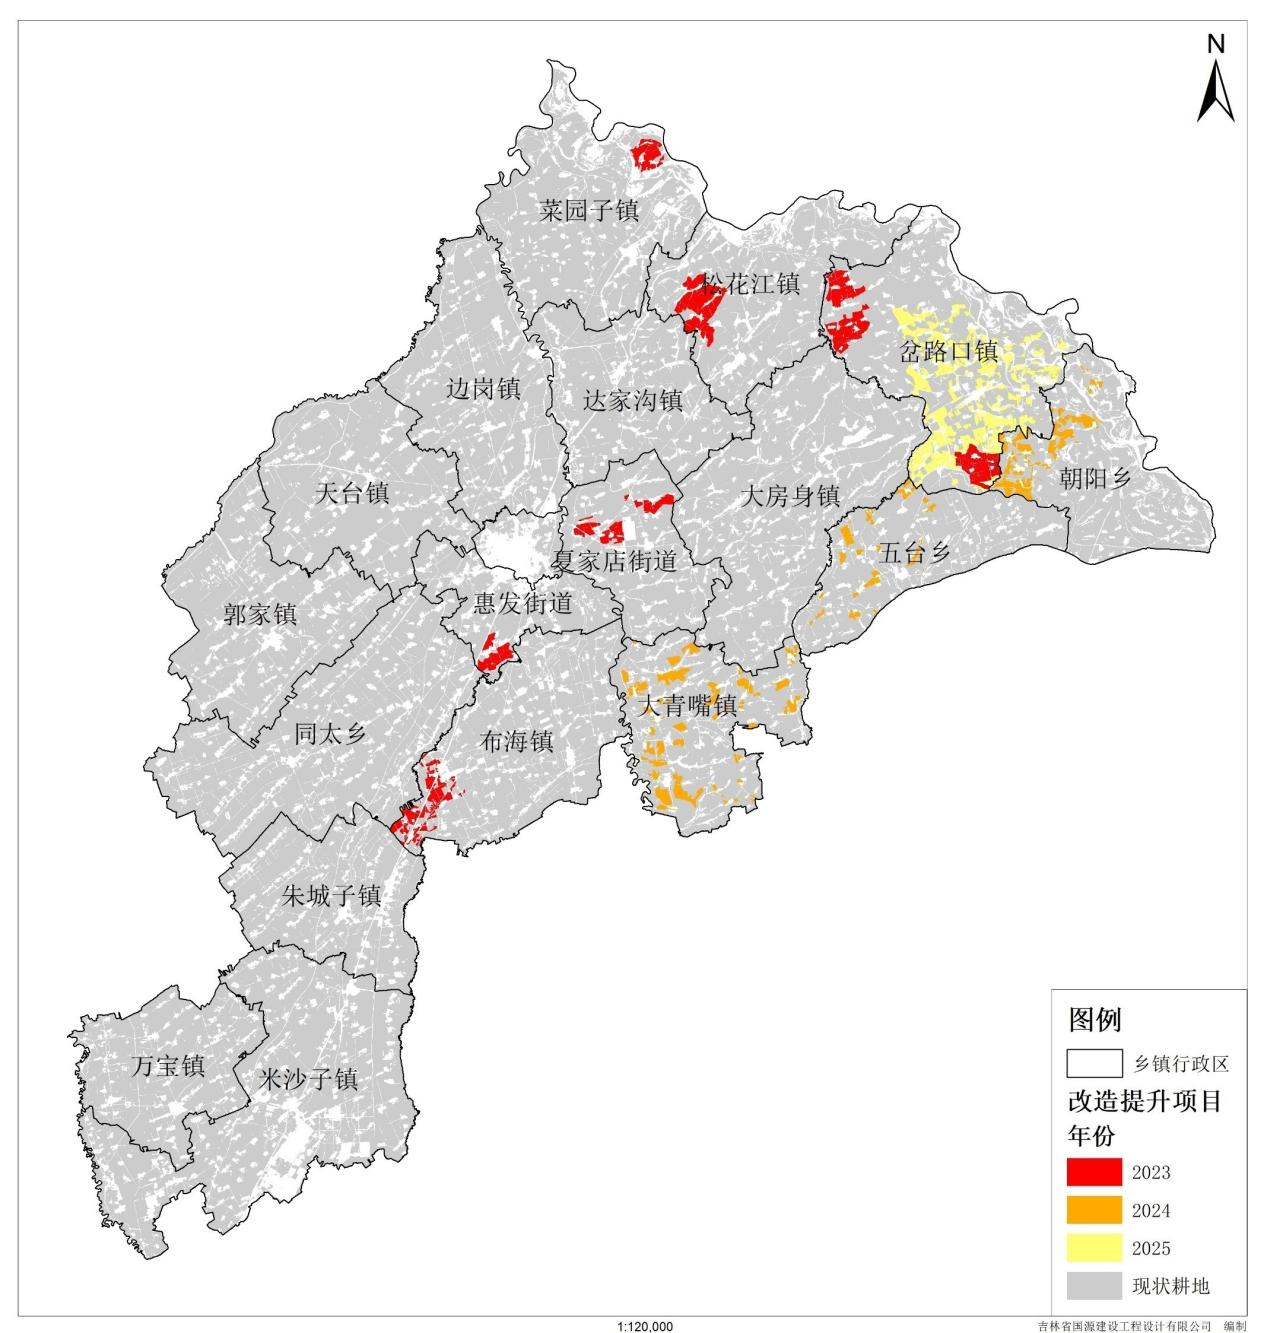 N
菜园子镇
松花江镇
岔路口镇
边岗镇
达家沟镇
朝阳乡
天台镇
大房身镇
五台乡
夏家店街道
惠发街道
郭家镇
大青嘴镇
同太乡
布海镇
朱城子镇
万宝镇
米沙子镇
图例
乡镇行政区
改造提升项目
年份
2023
2024
2025
现状耕地
1:120,000
吉林省国源建设工程设计有限公司 编制